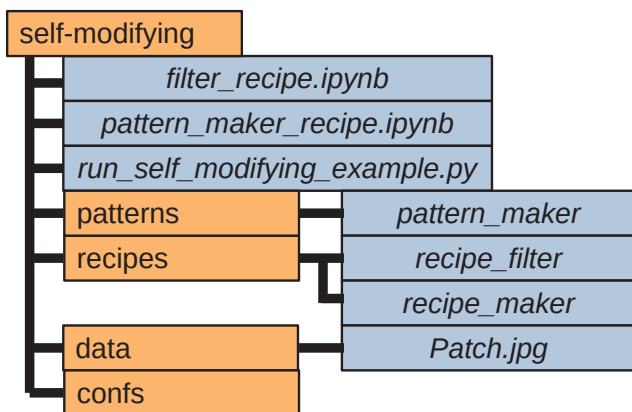 self-modifying
filter_recipe.ipynb
pattern_maker_recipe.ipynb
run_self_modifying_example.py
patterns pattern_maker
recipes recipe_filter
recipe_maker
data Patch.jpg
confs